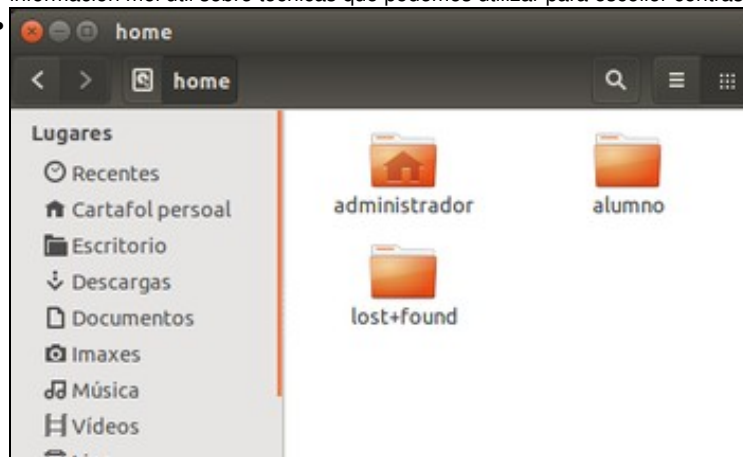 home
home
Lugares
Recentes
Cartafol persoal
Escritorio
Descargas
Documentos
Imaxes
Música
Vídeos
administrador
alumno
lost+found